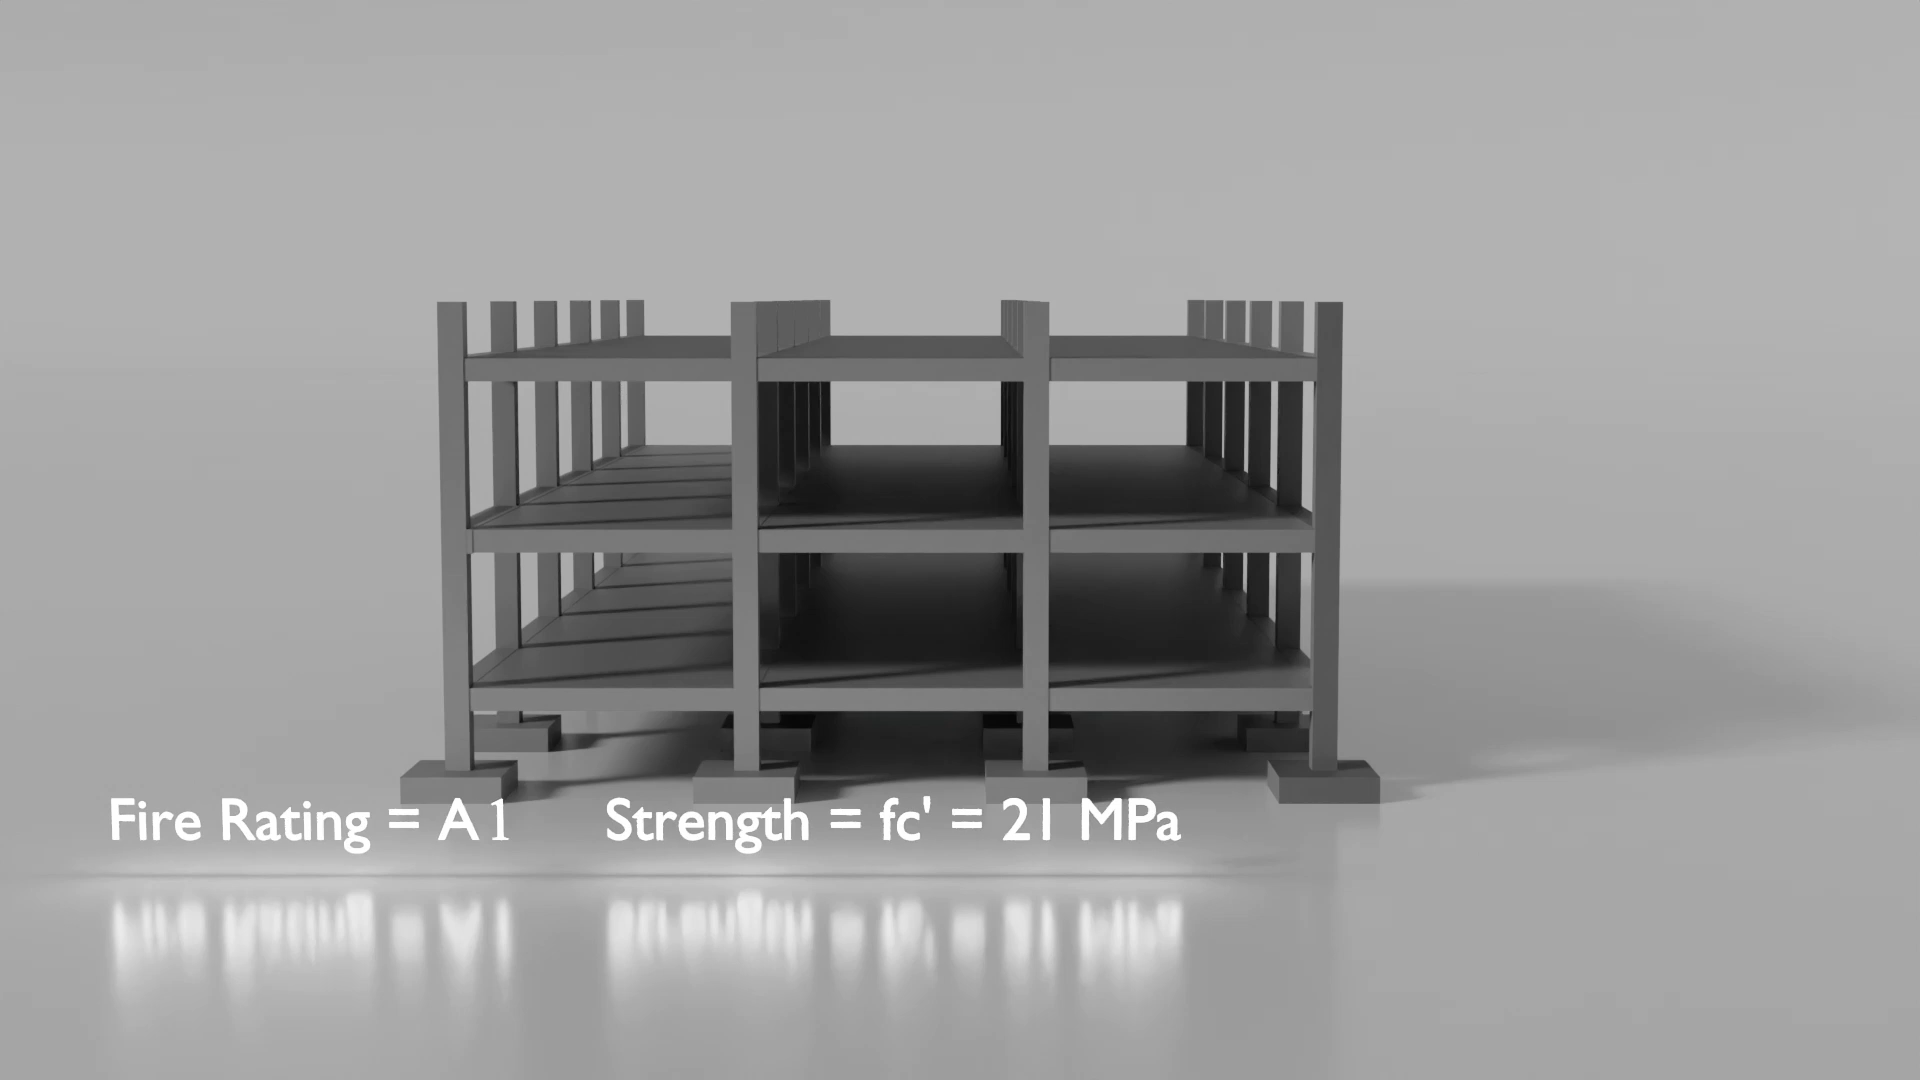 Fire Rating = A1 Strength = fc' = 21 MPa